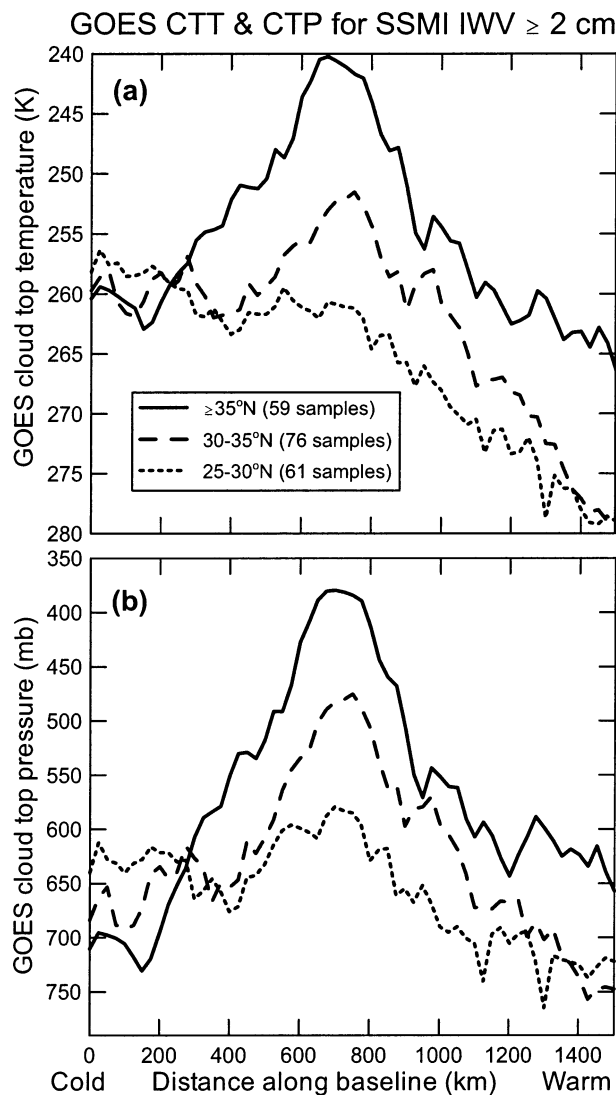 GOES CTT & CTP for SSMI IWV ≥ 2 cm
(a)
GOES cloud top temperature (K)
240
245
250
255
260
265
270
275
280
≥35°N (59 samples)
30-35°N (76 samples)
25-30°N (61 samples)
(b)
GOES cloud top pressure (mb)
350
400
450
500
550
600
650
700
750
0 200 400 600 800 1000 1200 1400
Cold Distance along baseline (km) Warm